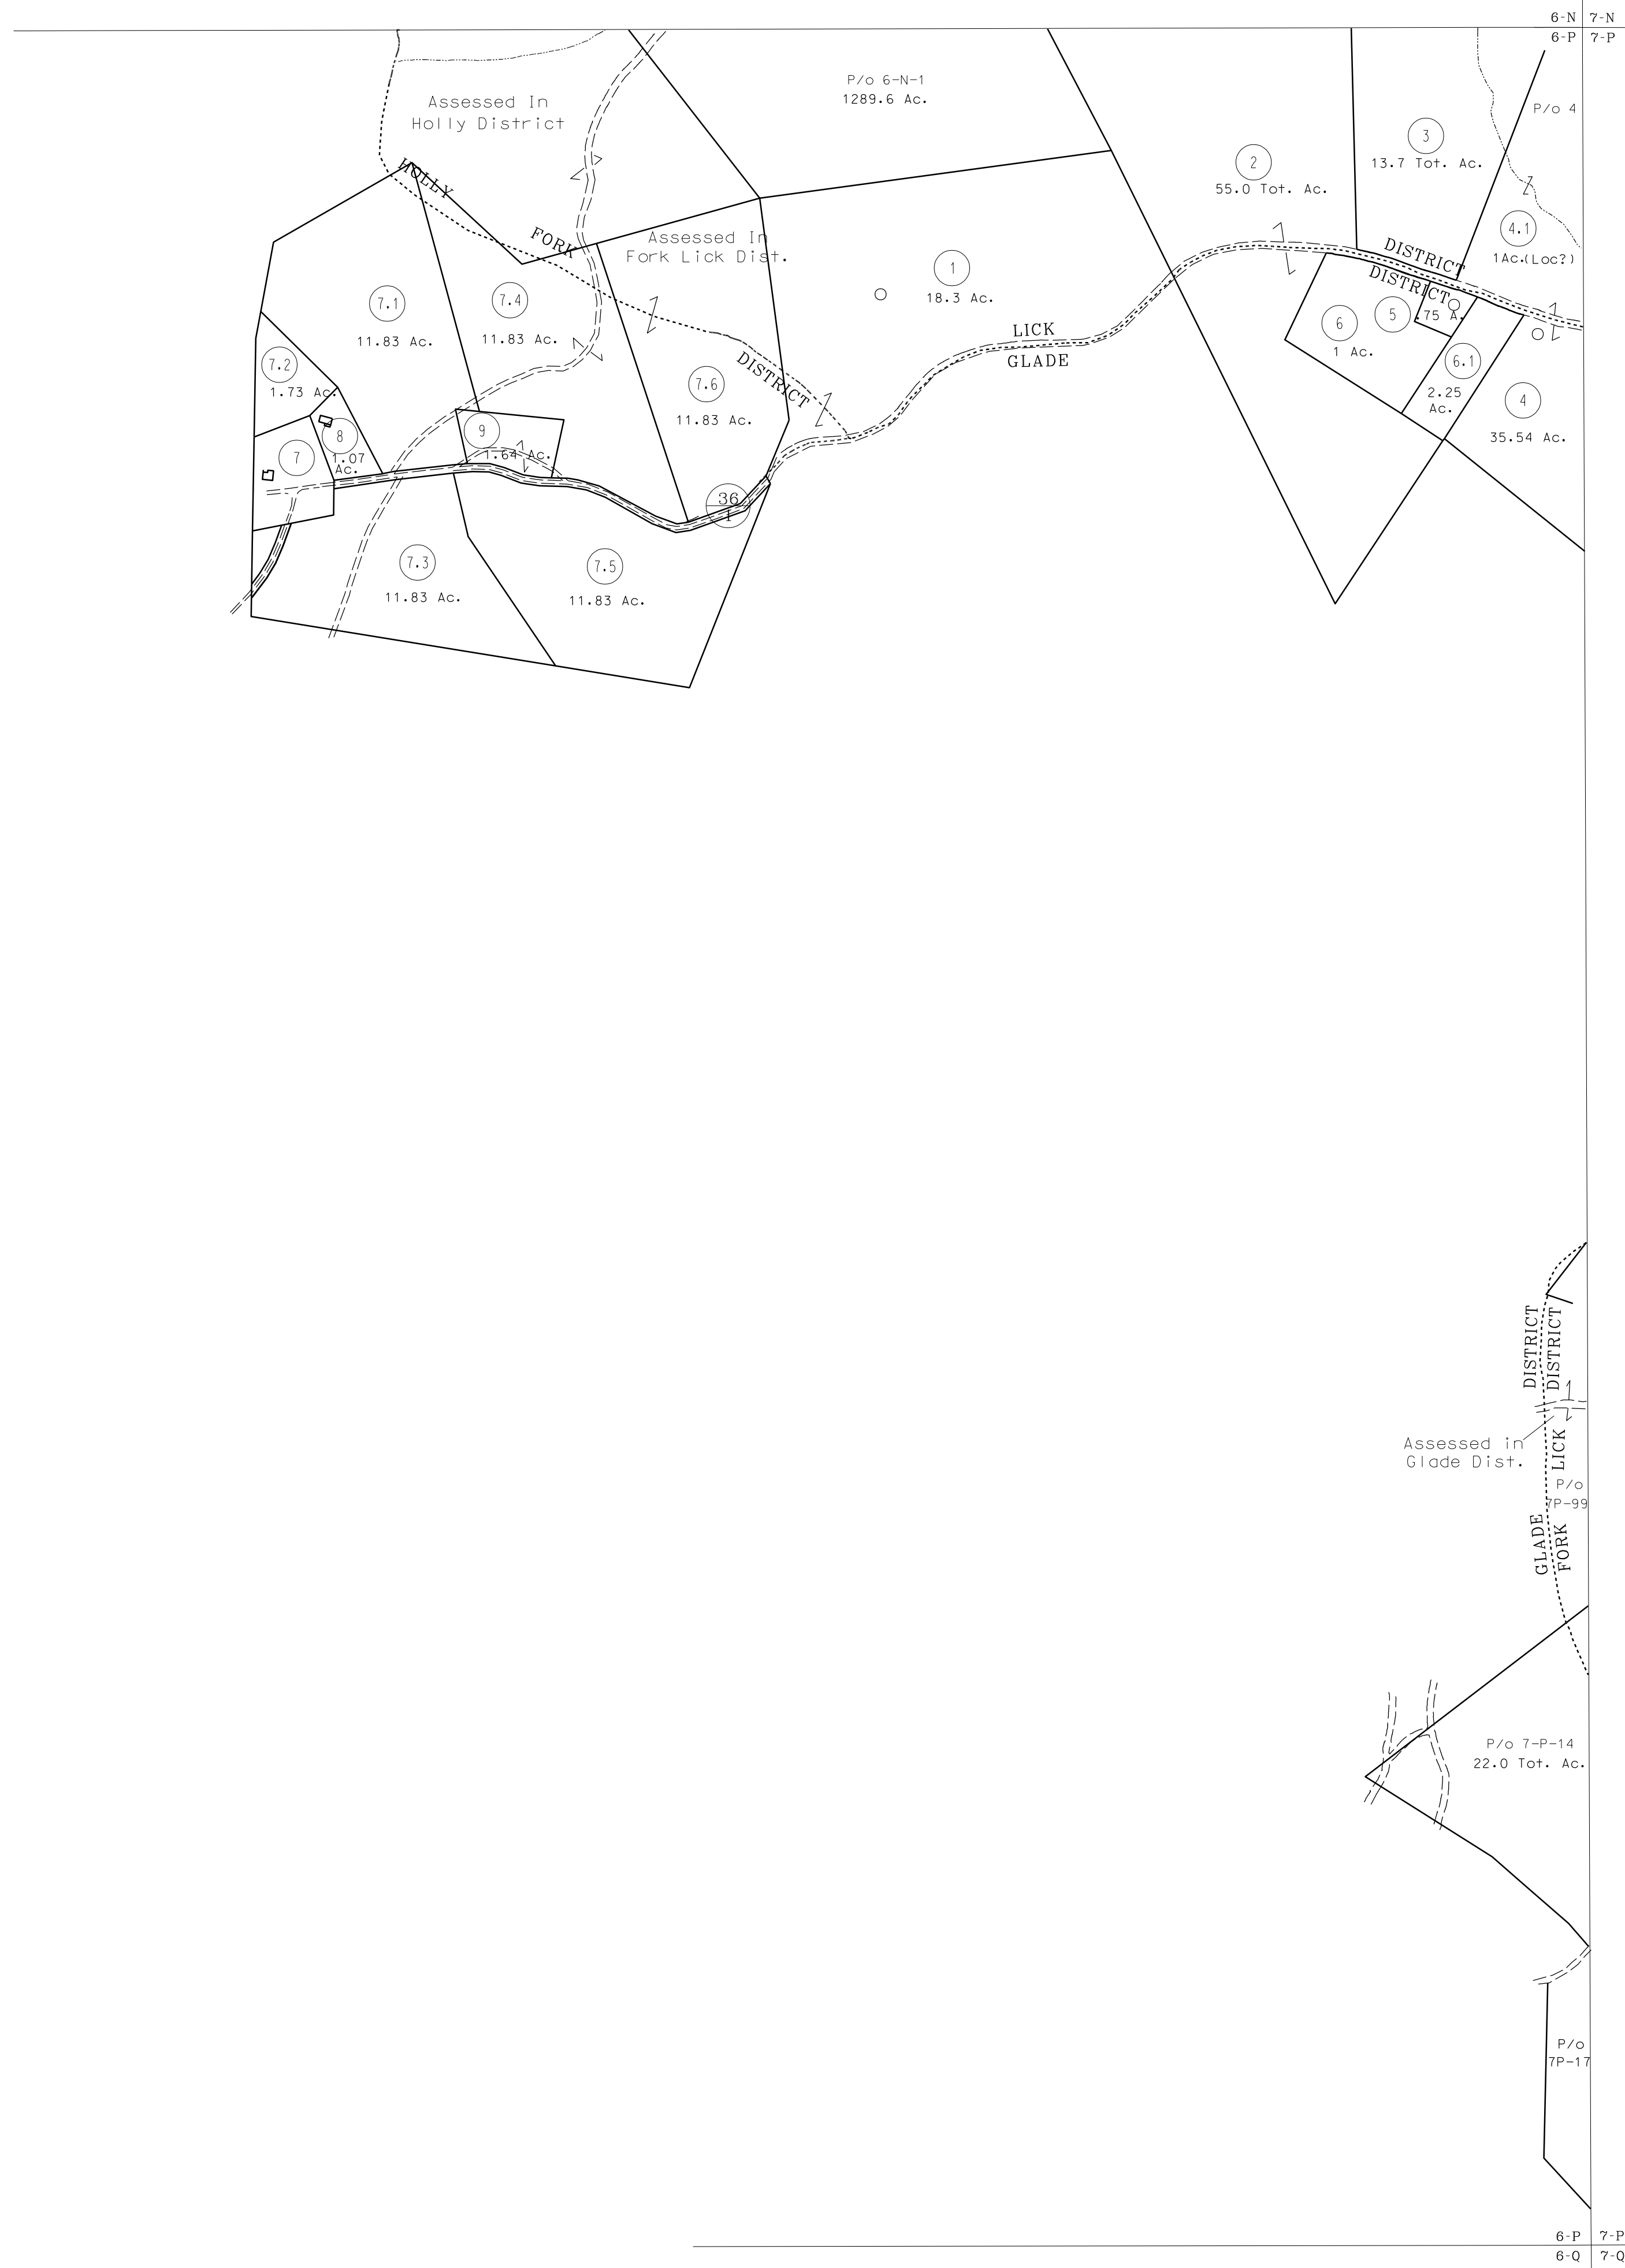 6-N 7-N
6-P 7-P
P/o 6-N-1
1289.6 Ac.
Assessed In
Holly District
P/o 4
3
13.7 Tot. Ac.
2
55.0 Tot. Ac.
HOLLY
FORK
Assessed In
Fork Lick Dist.
4.1
1Ac.(Loc?)
DISTRICT
DISTRICT
1
18.3 Ac.
7.1
11.83 Ac.
7.4
11.83 Ac.
5
.75 A.
6
1 Ac.
LICK
GLADE
DISTRICT
7.2
1.73 Ac.
7.6
11.83 Ac.
6.1
2.25
Ac.
4
35.54 Ac.
9
1.64 Ac.
8
1.07
Ac.
7
36
1
7.3
11.83 Ac.
7.5
11.83 Ac.
DISTRICT
DISTRICT
Assessed in
Glade Dist.
LICK
P/o
7P-99
GLADE
FORK
P/o 7-P-14
22.0 Tot. Ac.
P/o
7P-17
6-P 7-P
6-Q 7-Q